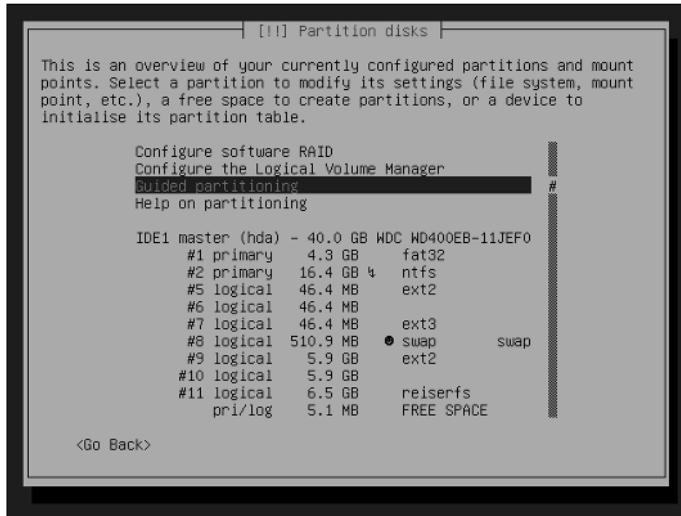 [!!] Partition disks
This is an overview of your currently configured partitions and mount
points. Select a partition to modify its settings (file system, mount
point, etc.), a free space to create partitions, or a device to
initialise its partition table.
Configure software RAID
Configure the Logical Volume Manager
Guided partitioning #
Help on partitioning
IDE1 master (hda) - 40.0 GB WDC WD400EB-11JEF0
#1 primary 4.3 GB fat32
#2 primary 16.4 GB ↯ ntfs
#5 logical 46.4 MB ext2
#6 logical 46.4 MB
#7 logical 46.4 MB ext3
#8 logical 510.9 MB ☻ swap swap
#9 logical 5.9 GB ext2
#10 logical 5.9 GB
#11 logical 6.5 GB reiserfs
pri/log 5.1 MB FREE SPACE
<Go Back>